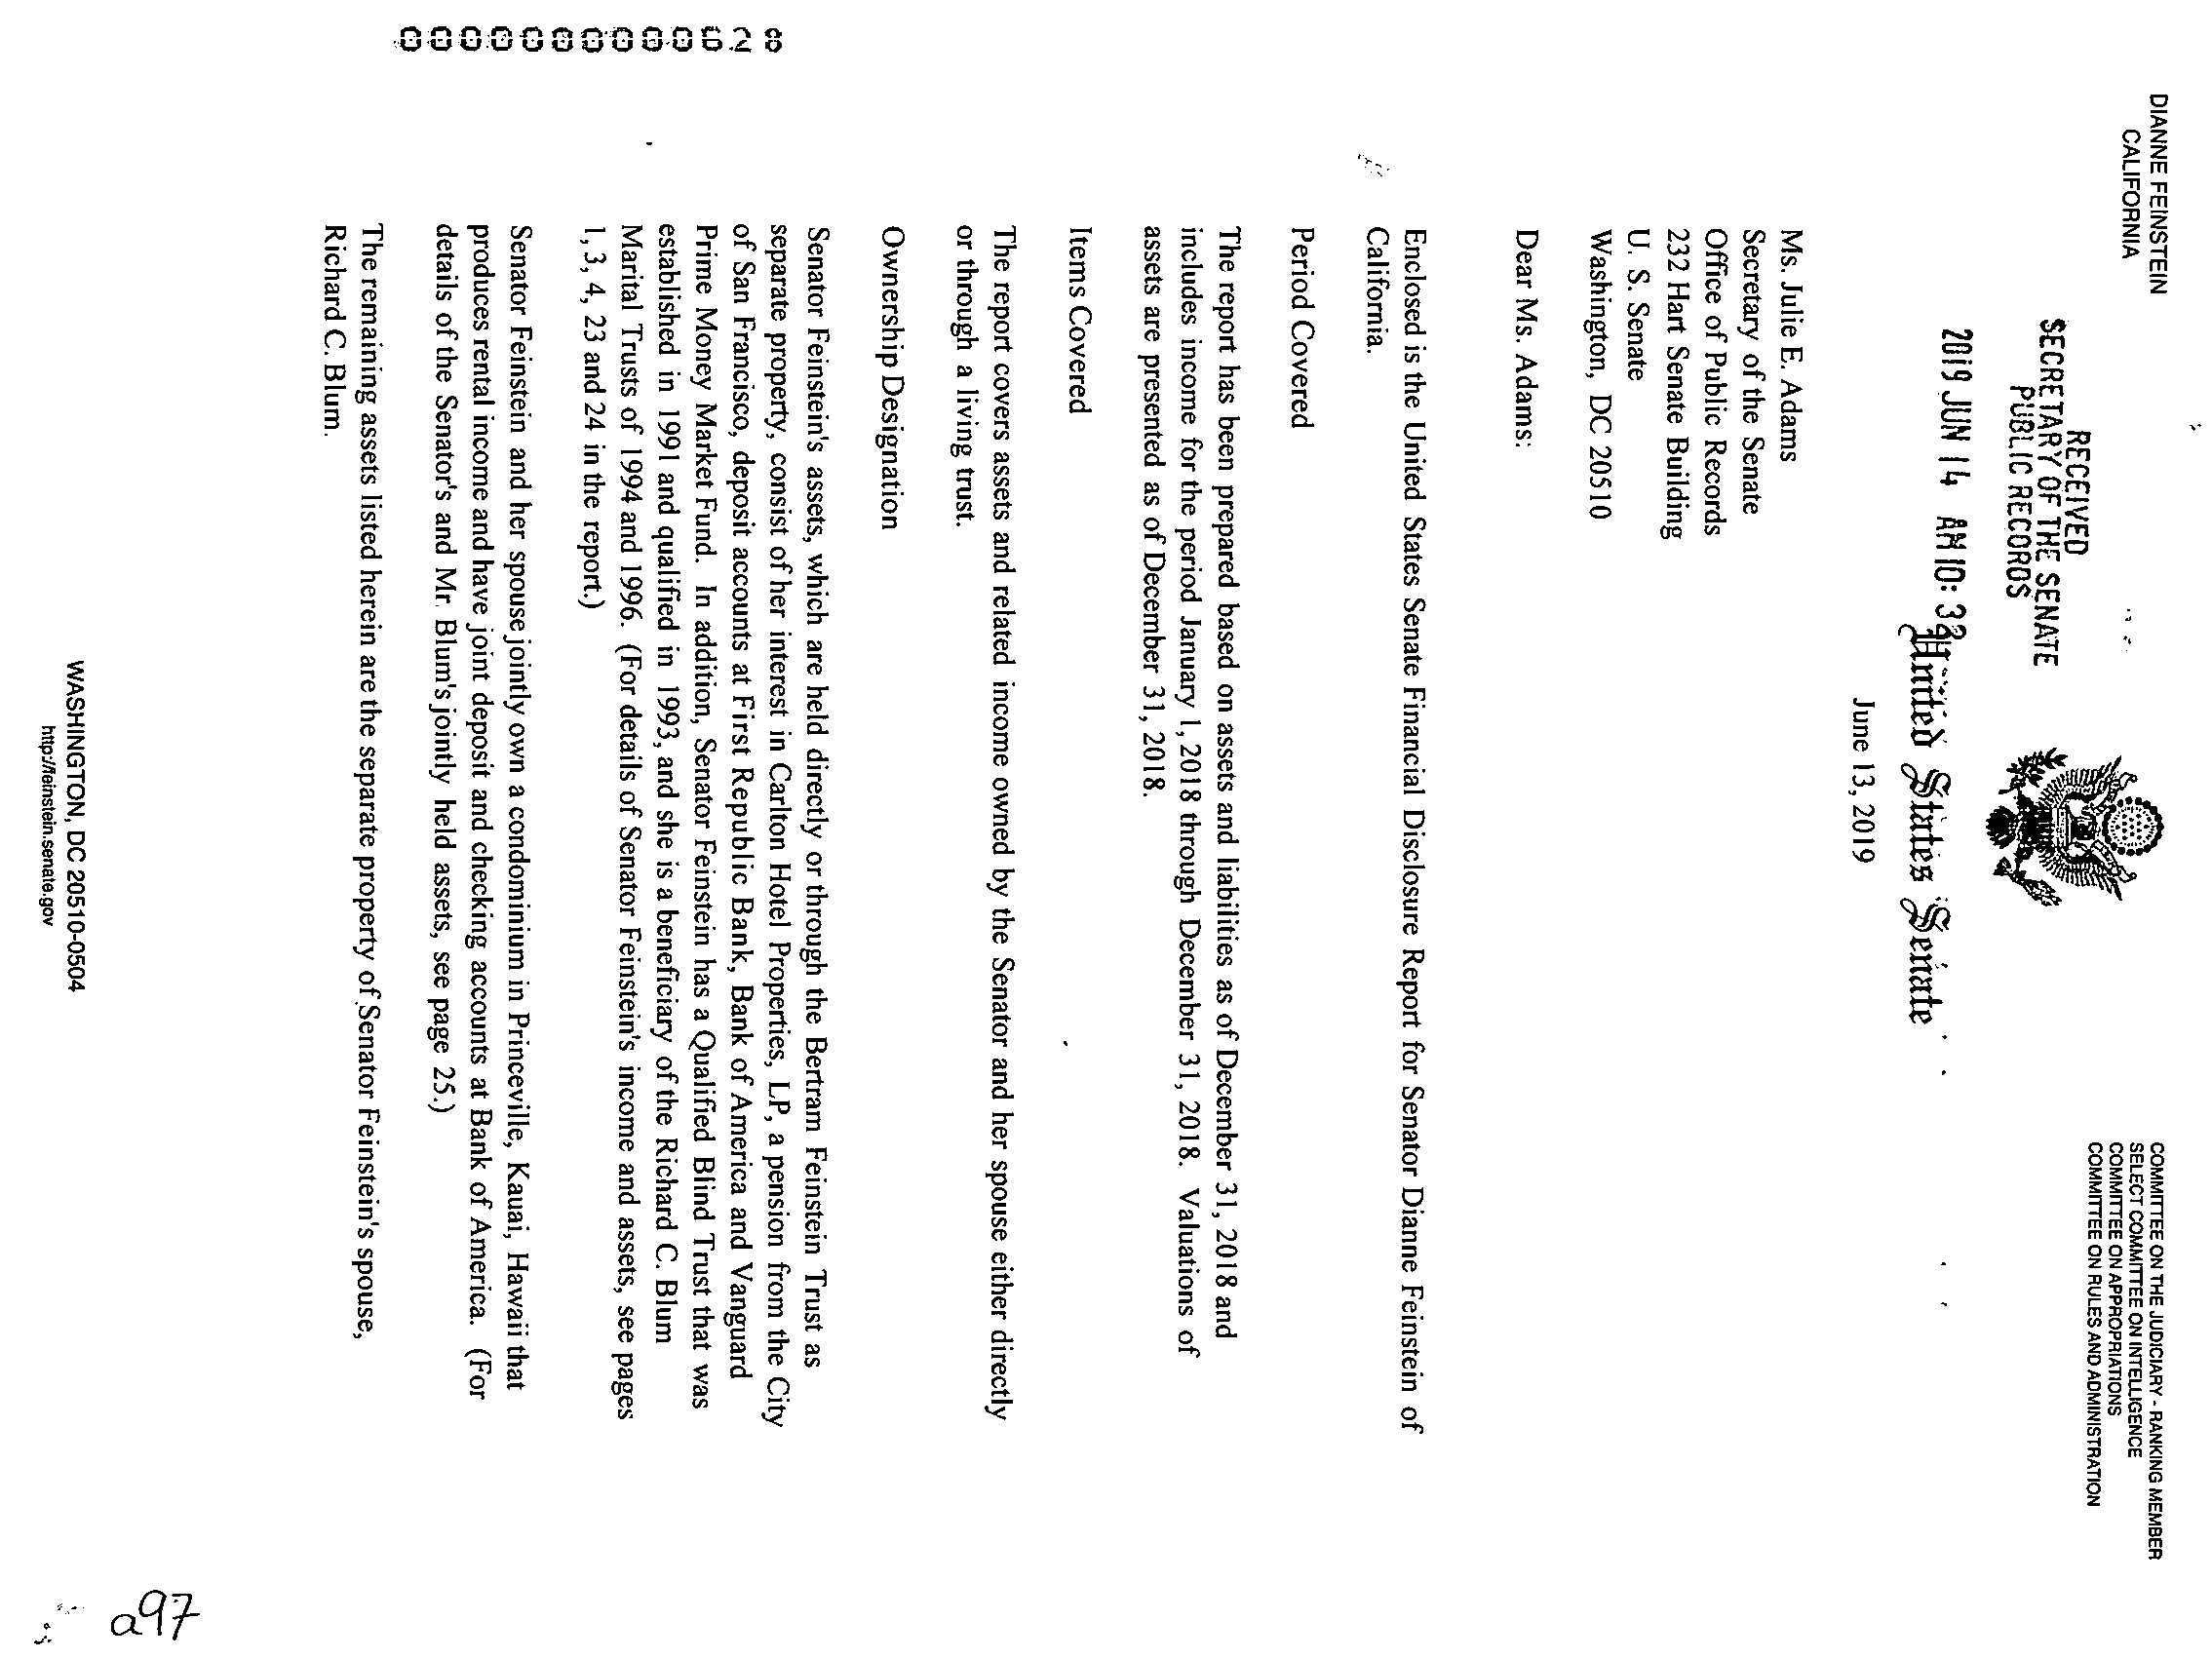 DIANNE FEINSTEIN
CALIFORNIA
COMMITTEE ON THE JUDICIARY - RANKING MEMBER
SELECT COMMITTEE ON INTELLIGENCE
COMMITTEE ON APPROPRIATIONS
COMMITTEE ON RULES AND ADMINISTRATION
RECEIVED
SECRETARY OF THE SENATE
PUBLIC RECORDS
2019 JUN 14 AM 10:
United States Senate
June 13, 2019
Ms. Julie E. Adams
Secretary of the Senate
Office of Public Records
232 Hart Senate Building
U. S. Senate
Washington, DC 20510
Dear Ms. Adams:
Enclosed is the United States Senate Financial Disclosure Report for Senator Dianne Feinstein of
California.
Period Covered
The report has been prepared based on assets and liabilities as of December 31, 2018 and
includes income for the period January 1, 2018 through December 31, 2018. Valuations of
assets are presented as of December 31, 2018.
Items Covered
The report covers assets and related income owned by the Senator and her spouse either directly
or through a living trust.
Ownership Designation
Senator Feinstein's assets, which are held directly or through the Bertram Feinstein Trust as
separate property, consist of her interest in Carlton Hotel Properties, LP, a pension from the City
of San Francisco, deposit accounts at First Republic Bank, Bank of America and Vanguard
Prime Money Market Fund. In addition, Senator Feinstein has a Qualified Blind Trust that was
established in 1991 and qualified in 1993, and she is a beneficiary of the Richard C. Blum
Marital Trusts of 1994 and 1996. (For details of Senator Feinstein's income and assets, see pages
1, 3, 4, 23 and 24 in the report.)
Senator Feinstein and her spouse jointly own a condominium in Princeville, Kauai, Hawaii that
produces rental income and have joint deposit and checking accounts at Bank of America. (For
details of the Senator's and Mr. Blum's jointly held assets, see page 25.)
The remaining assets listed herein are the separate property of Senator Feinstein's spouse,
Richard C. Blum.
WASHINGTON, DC 20510-0504
http://feinstein.senate.gov
a97